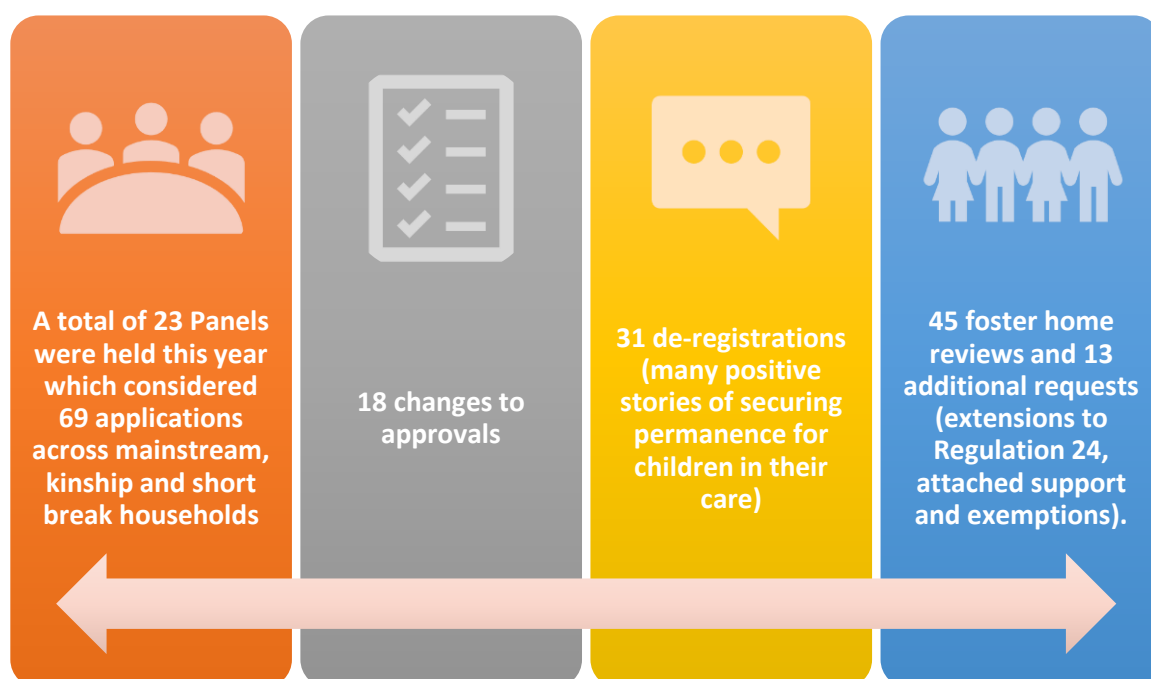 A total of 23 Panels
were held this year
which considered
69 applications
across mainstream,
kinship and short
break households
18 changes to
approvals
31 de-registrations
(many positive
stories of securing
permanence for
children in their
care)
45 foster home
reviews and 13
additional requests
(extensions to
Regulation 24,
attached support
and exemptions).